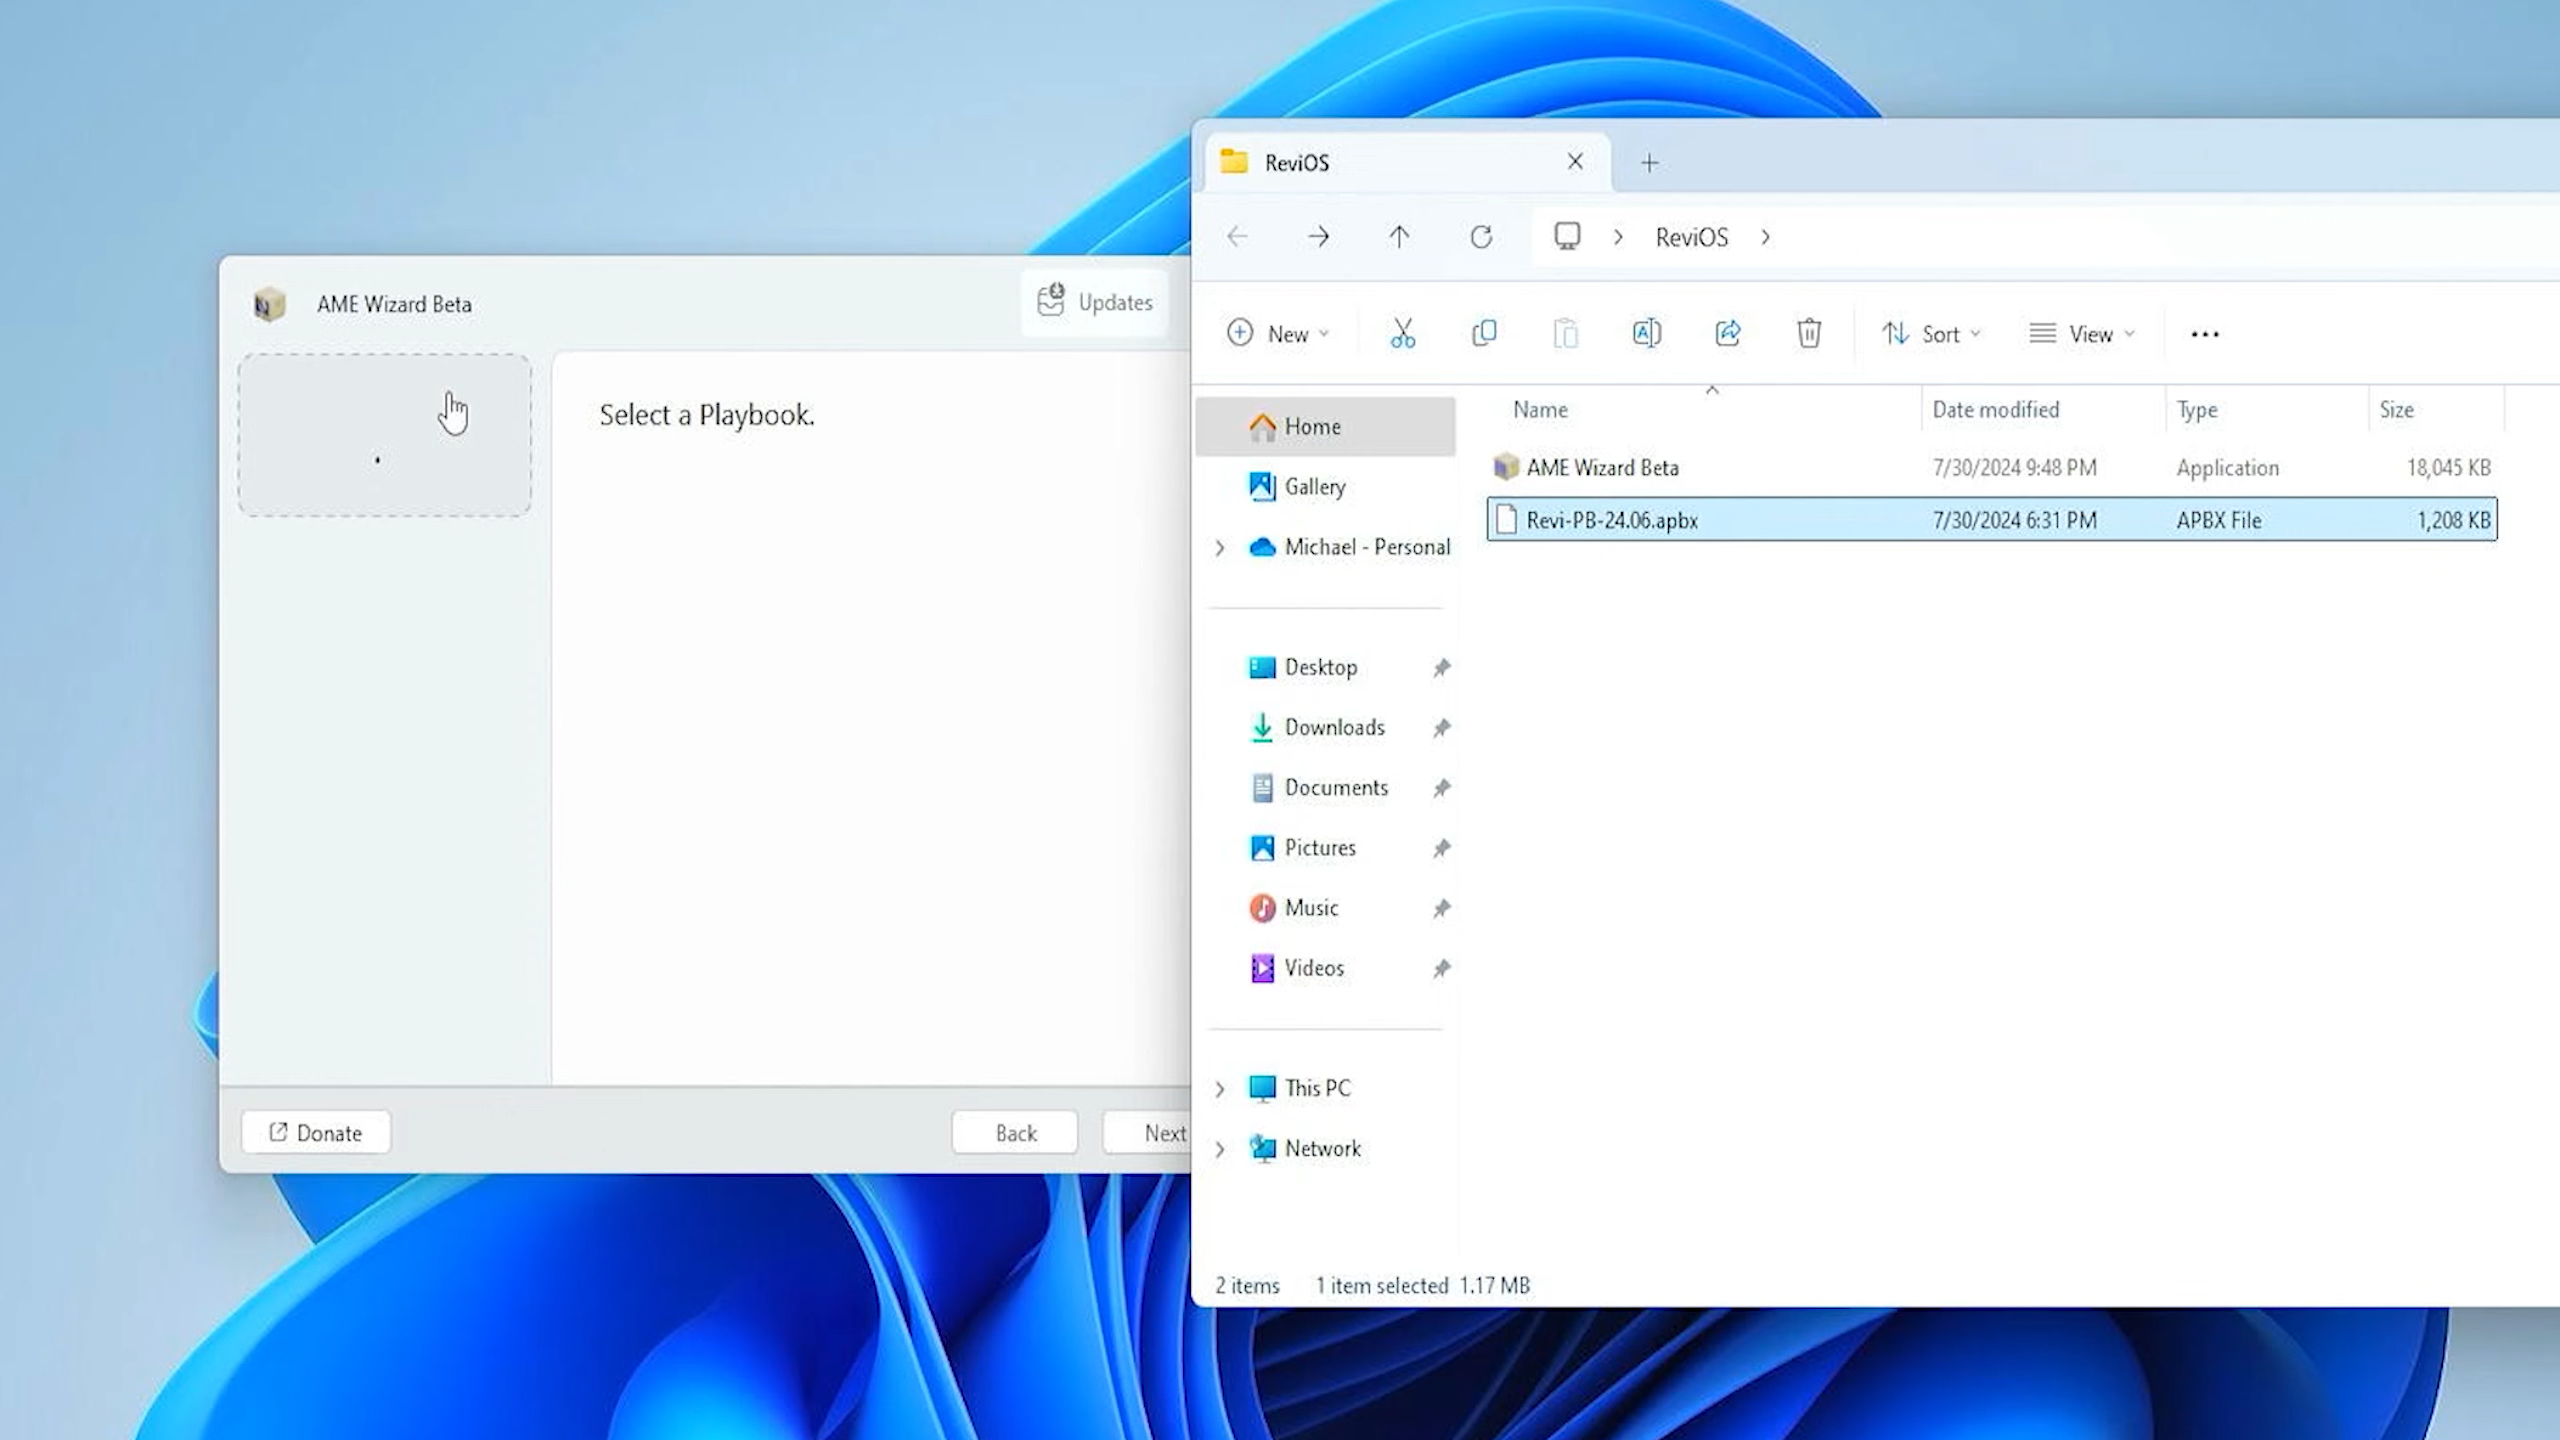 AME Wizard Beta
Updates
Select a Playbook.
Donate
Back
Next
ReviOS
ReviOS
New
Sort
View
Name Date modified Type Size
AME Wizard Beta 7/30/2024 9:48 PM Application 18,045 KB
Revi-PB-24.06.apbx 7/30/2024 6:31 PM APBX File 1,208 KB
Home
Gallery
Michael - Personal
Desktop
Downloads
Documents
Pictures
Music
Videos
This PC
Network
2 items 1 item selected 1.17 MB